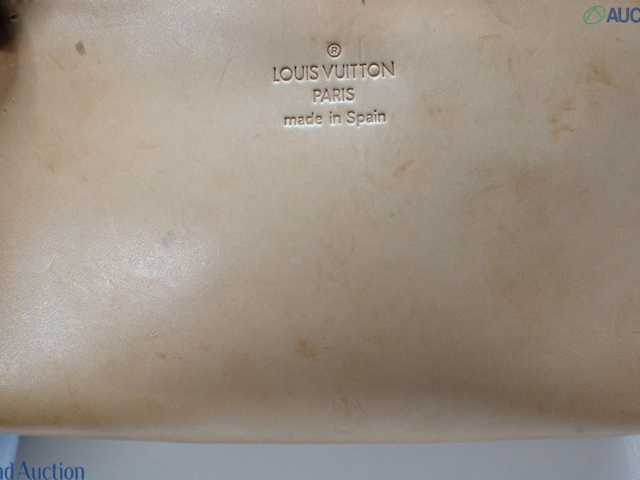 AUC
®
LOUIS VUITTON
PARIS
made in Spain
nd Auction